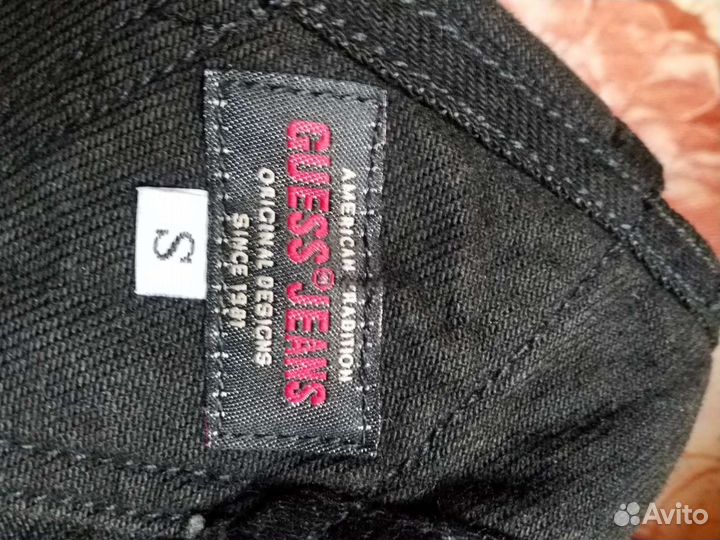 AMERICAN TRADITION
GUESS® JEANS
ORIGINAL DESIGNS
SINCE 1981
S
Avito